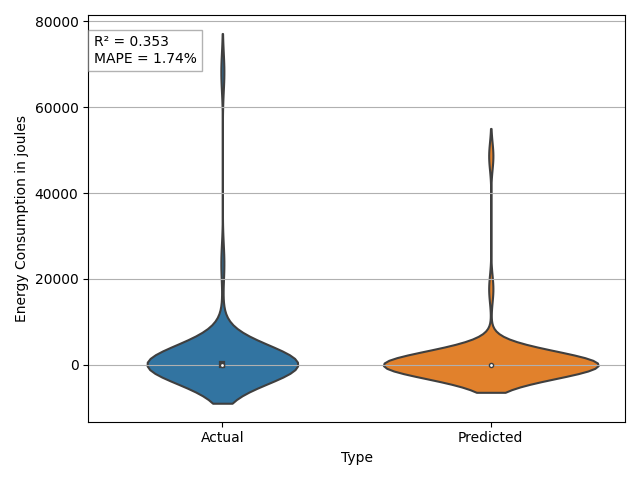 80000
R² = 0.353
MAPE = 1.74%
60000
40000
20000
0
Energy Consumption in joules
Actual
Predicted
Type